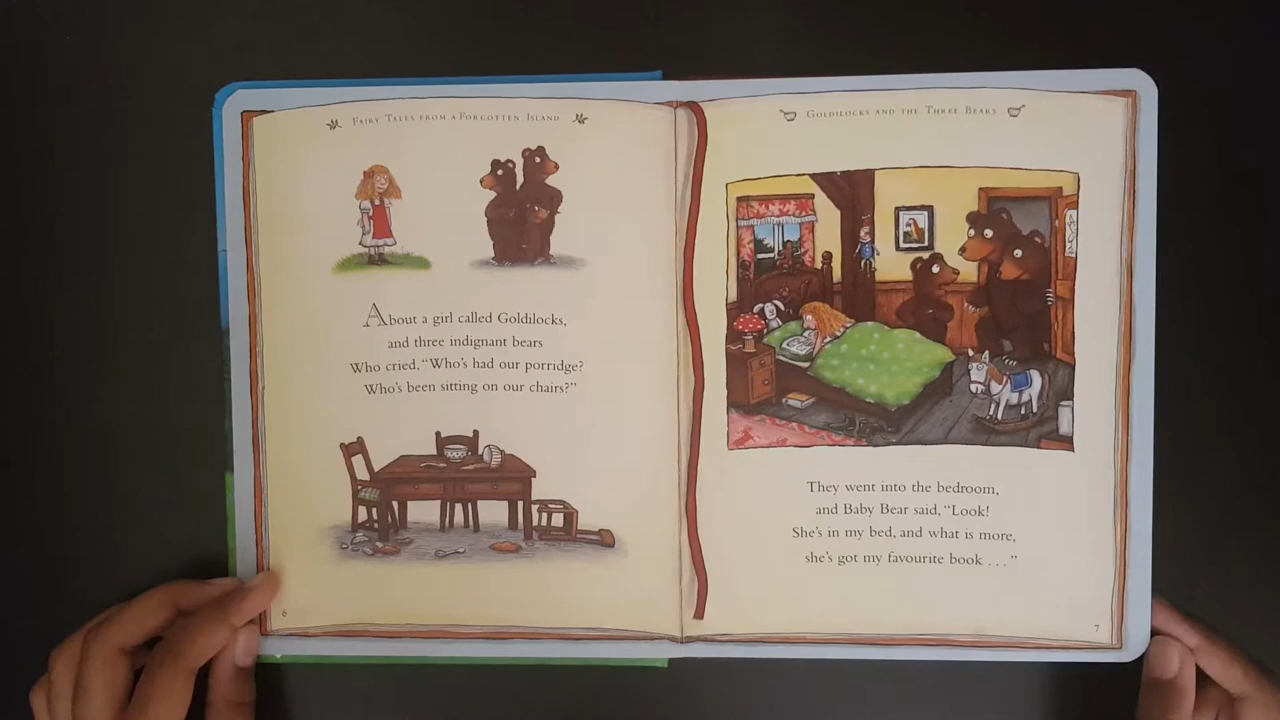 Fairy Tales from a Forgotten Island
About a girl called Goldilocks,
and three indignant bears
Who cried, “Who’s had our porridge?
Who’s been sitting on our chairs?”
6
Goldilocks and the Three Bears
They went into the bedroom,
and Baby Bear said, “Look!
She’s in my bed, and what is more,
she’s got my favourite book . . . ”
7